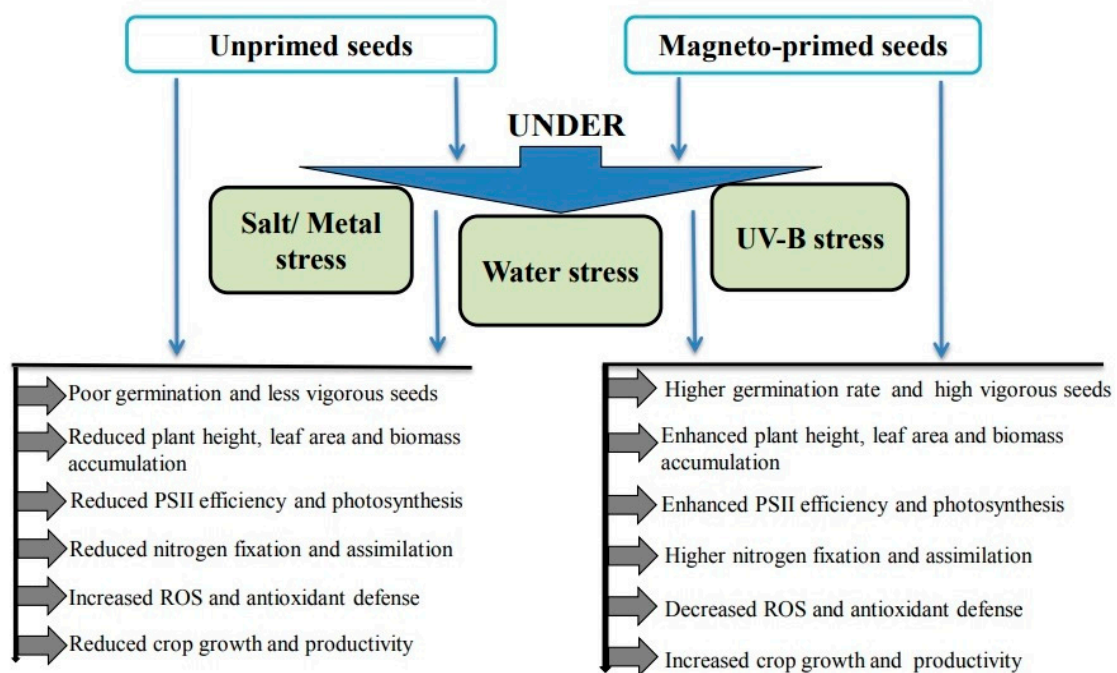 Unprimed seeds
Magneto-primed seeds
UNDER
Salt/ Metal
stress
Water stress
UV-B stress
Poor germination and less vigorous seeds
Reduced plant height, leaf area and biomass
accumulation
Reduced PSII efficiency and photosynthesis
Reduced nitrogen fixation and assimilation
Increased ROS and antioxidant defense
Reduced crop growth and productivity
Higher germination rate and high vigorous seeds
Enhanced plant height, leaf area and biomass
accumulation
Enhanced PSII efficiency and photosynthesis
Higher nitrogen fixation and assimilation
Decreased ROS and antioxidant defense
Increased crop growth and productivity